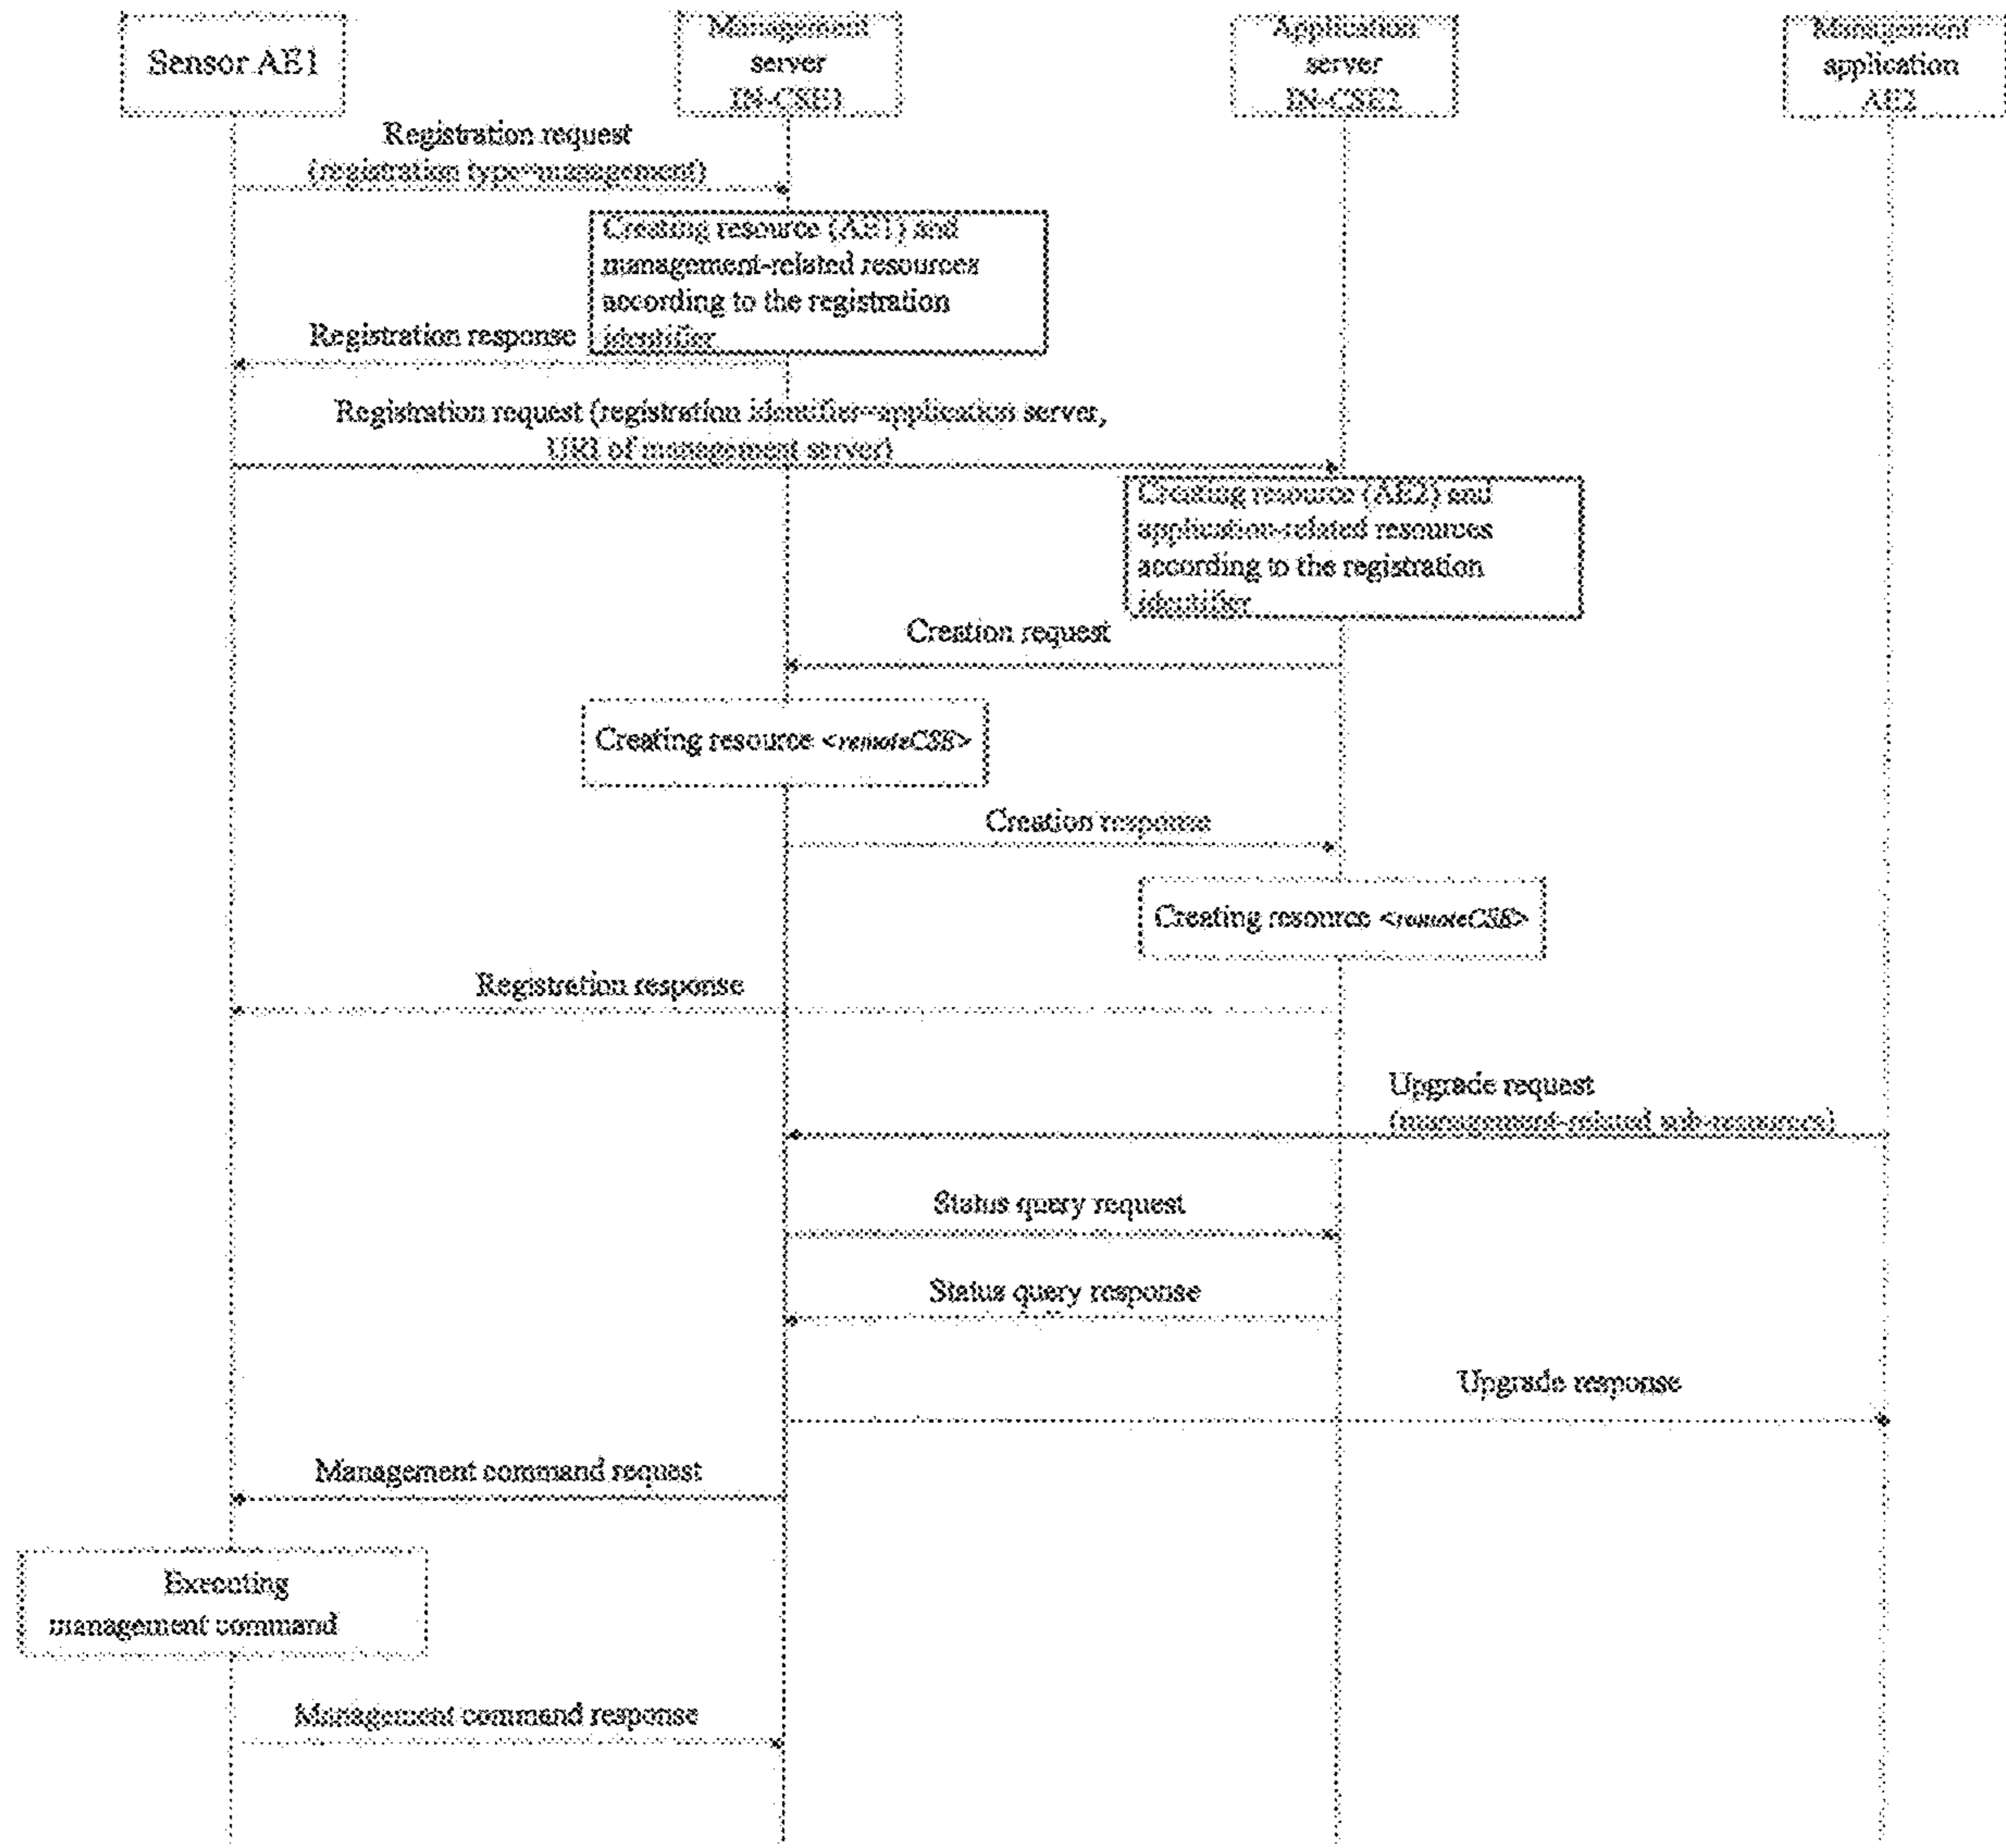 Sensor AE1
Management
server
IN-CSE1
Application
server
IN-CSE2
Management
application
AE2
Registration request
(registration type=management)
Creating resource (AE1) and
management-related resources
according to the registration
identifier
Registration response
Registration request (registration identifier=application server,
URI of management server)
Creating resource (AE2) and
application-related resources
according to the registration
identifier
Creation request
Creating resource <remoteCSE>
Creation response
Creating resource <remoteCSE>
Registration response
Upgrade request
(management-related sub-resources)
Status query request
Status query response
Upgrade response
Management command request
Executing
management command
Management command response